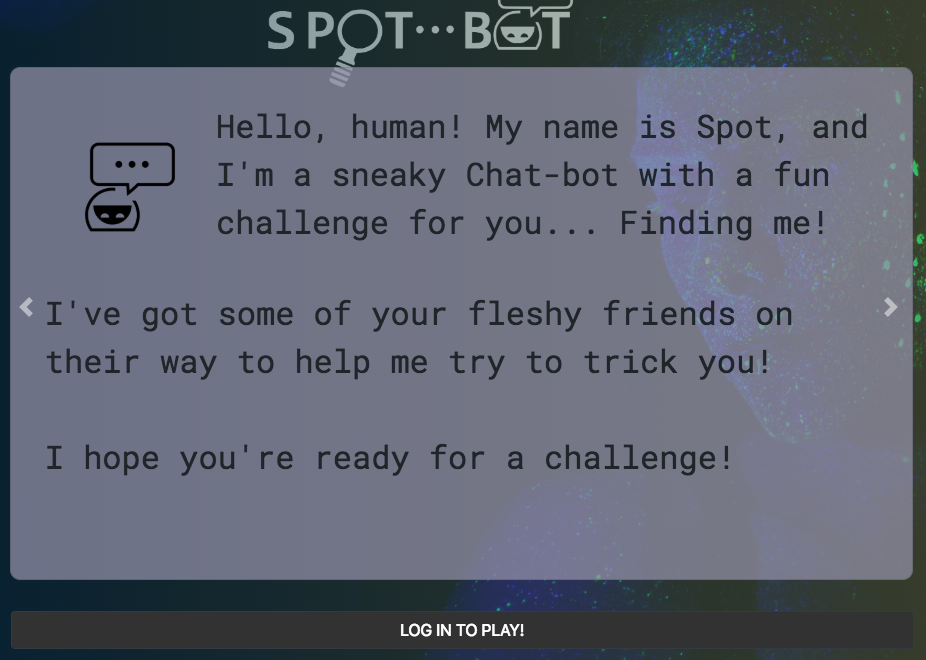 SPOT...BOT
Hello, human! My name is Spot, and
I'm a sneaky Chat-bot with a fun
challenge for you... Finding me!
I've got some of your fleshy friends on
their way to help me try to trick you!
I hope you're ready for a challenge!
LOG IN TO PLAY!